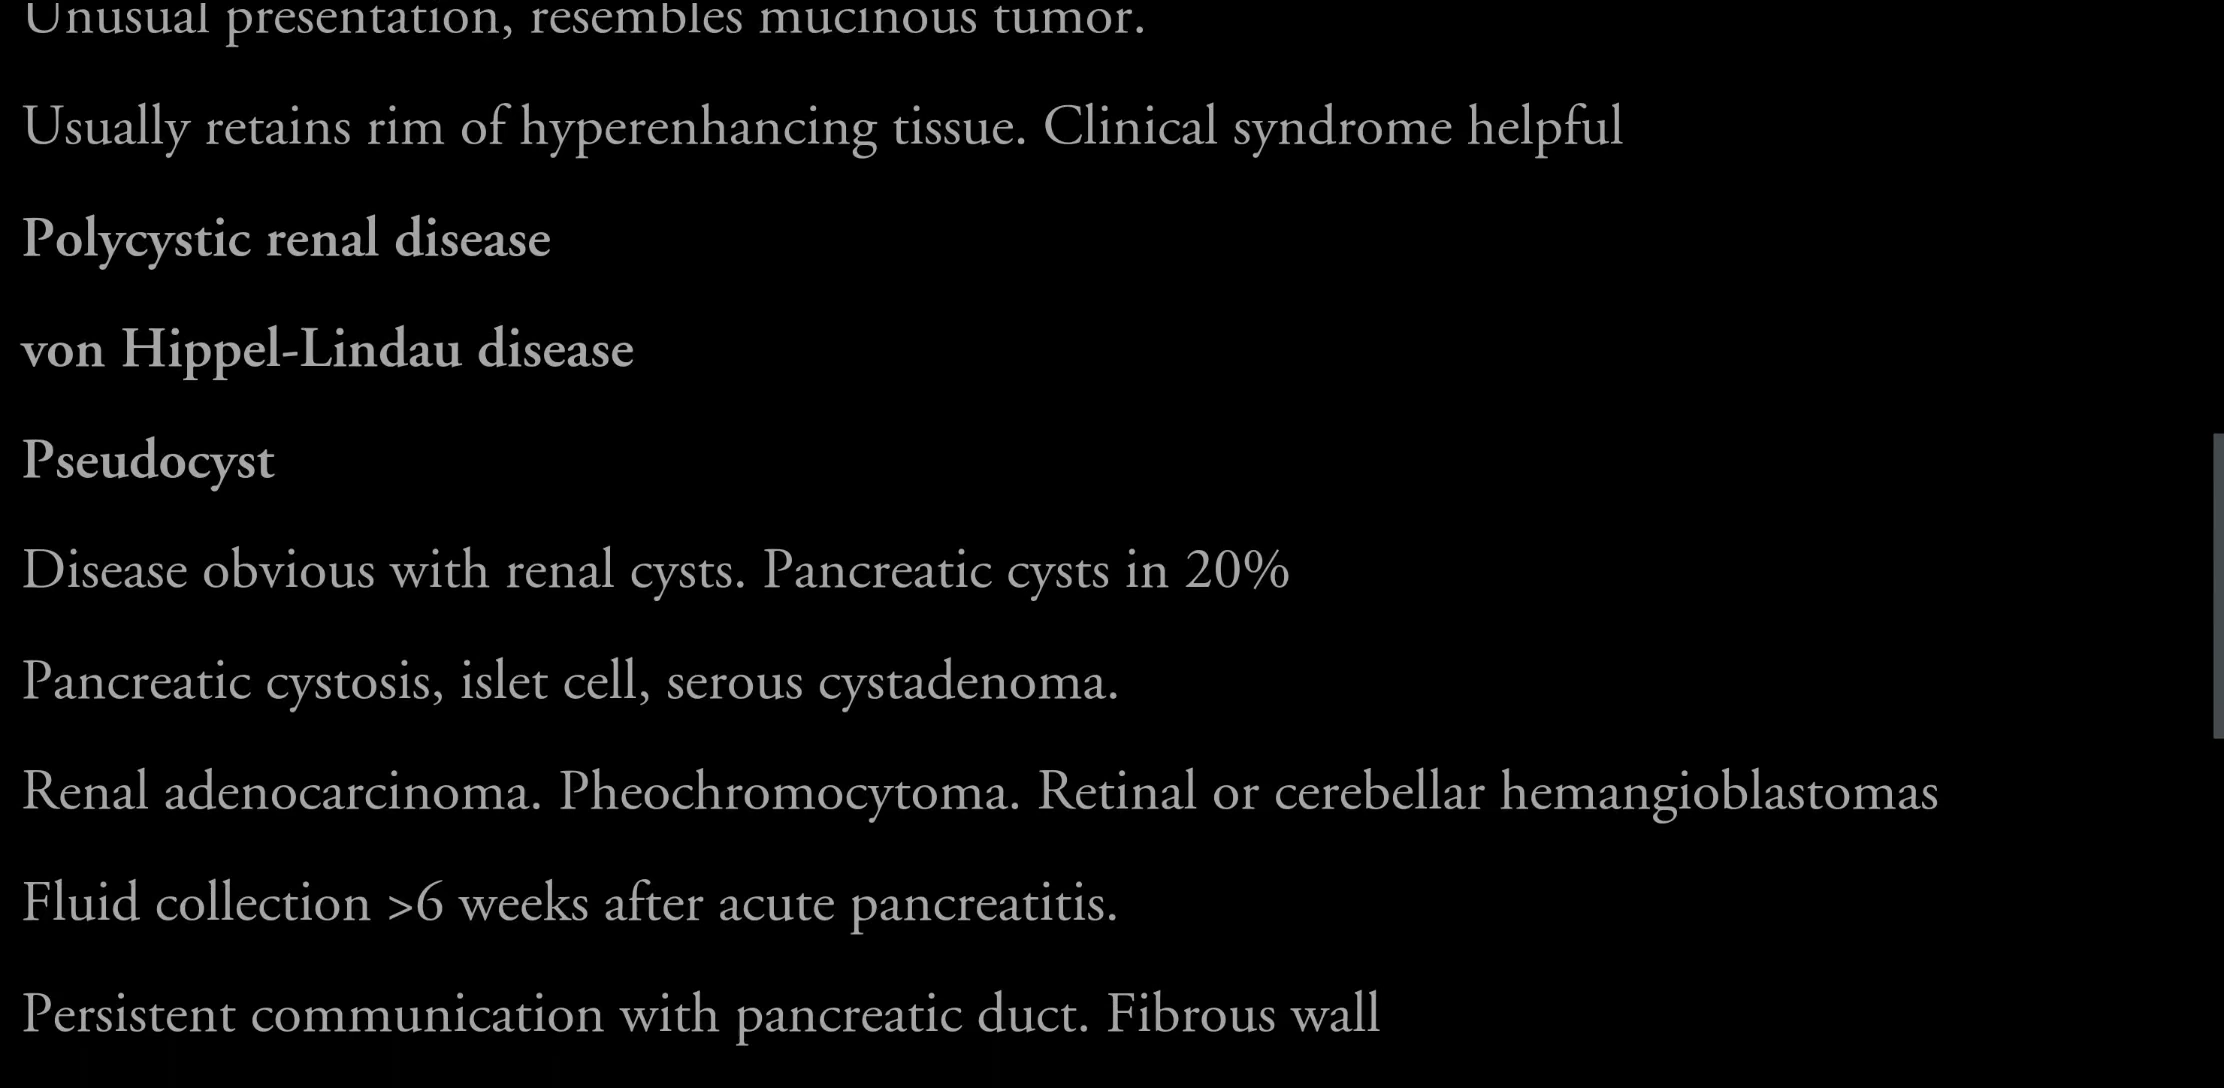 Unusual presentation, resembles mucinous tumor.
Usually retains rim of hyperenhancing tissue. Clinical syndrome helpful
Polycystic renal disease
von Hippel-Lindau disease
Pseudocyst
Disease obvious with renal cysts. Pancreatic cysts in 20%
Pancreatic cystosis, islet cell, serous cystadenoma.
Renal adenocarcinoma. Pheochromocytoma. Retinal or cerebellar hemangioblastomas
Fluid collection >6 weeks after acute pancreatitis.
Persistent communication with pancreatic duct. Fibrous wall